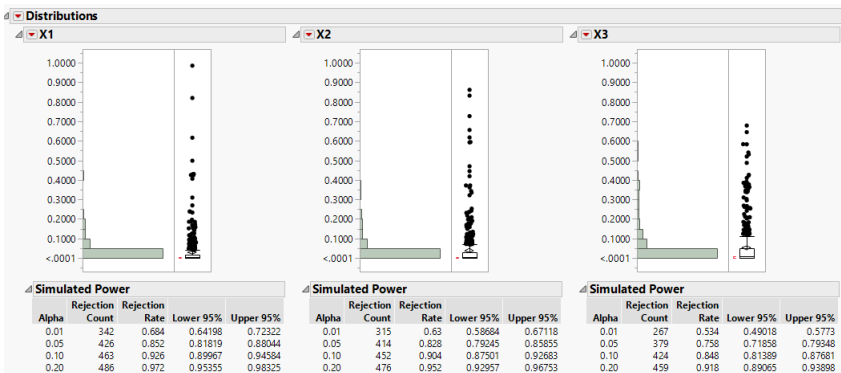 Distributions
X1
1.0000
0.9000
0.8000
0.7000
0.6000
0.5000
0.4000
0.3000
0.2000
0.1000
<.0001
Simulated Power
Rejection Rejection
Alpha Count Rate Lower 95% Upper 95%
0.01 342 0.684 0.64198 0.72322
0.05 426 0.852 0.81819 0.88044
0.10 463 0.926 0.89967 0.94584
0.20 486 0.972 0.95355 0.98325
X2
1.0000
0.9000
0.8000
0.7000
0.6000
0.5000
0.4000
0.3000
0.2000
0.1000
<.0001
Simulated Power
Rejection Rejection
Alpha Count Rate Lower 95% Upper 95%
0.01 315 0.63 0.58684 0.67118
0.05 414 0.828 0.79245 0.85855
0.10 452 0.904 0.87501 0.92683
0.20 476 0.952 0.92957 0.96753
X3
1.0000
0.9000
0.8000
0.7000
0.6000
0.5000
0.4000
0.3000
0.2000
0.1000
<.0001
Simulated Power
Rejection Rejection
Alpha Count Rate Lower 95% Upper 95%
0.01 267 0.534 0.49018 0.5773
0.05 379 0.758 0.71858 0.79348
0.10 424 0.848 0.81389 0.87681
0.20 459 0.918 0.89065 0.93898